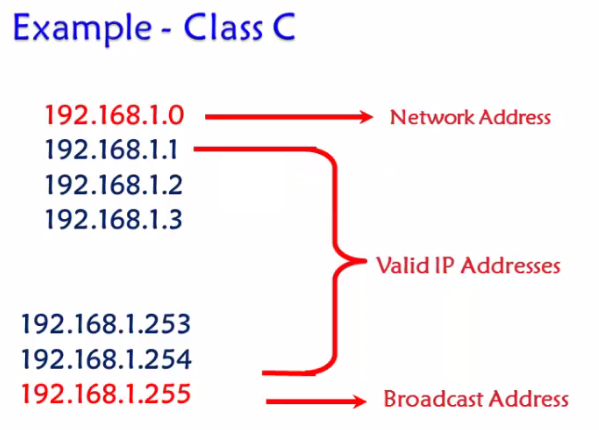 Example - Class C
192.168.1.0
Network Address
192.168.1.1
192.168.1.2
192.168.1.3
Valid IP Addresses
192.168.1.253
192.168.1.254
192.168.1.255
Broadcast Address